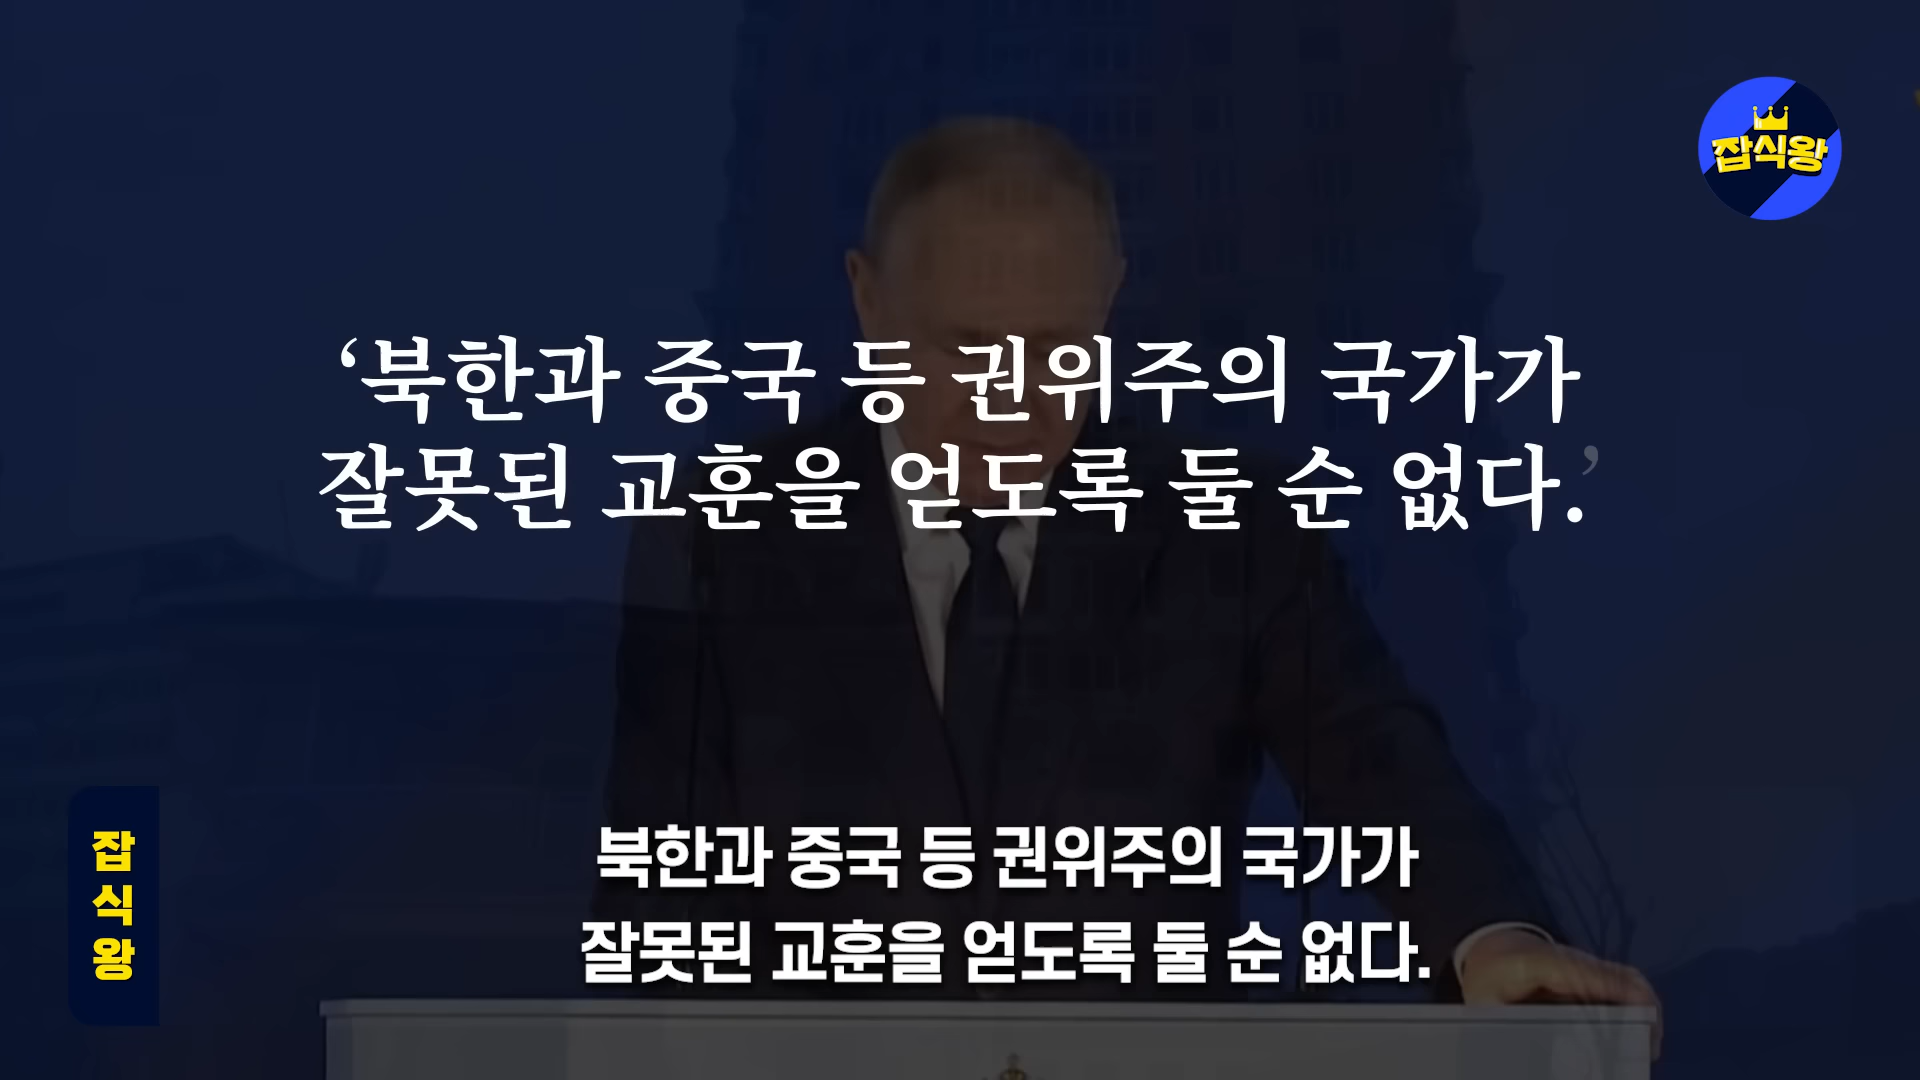 잡식왕
‘북한과 중국 등 권위주의 국가가
잘못된 교훈을 얻도록 둘 순 없다.’
잡식왕
북한과 중국 등 권위주의 국가가
잘못된 교훈을 얻도록 둘 순 없다.